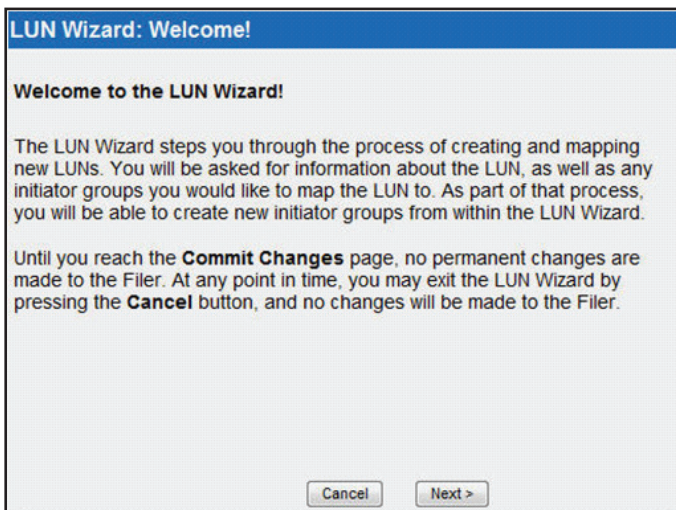 LUN Wizard: Welcome!
Welcome to the LUN Wizard!
The LUN Wizard steps you through the process of creating and mapping
new LUNs. You will be asked for information about the LUN, as well as any
initiator groups you would like to map the LUN to. As part of that process,
you will be able to create new initiator groups from within the LUN Wizard.
Until you reach the Commit Changes page, no permanent changes are
made to the Filer. At any point in time, you may exit the LUN Wizard by
pressing the Cancel button, and no changes will be made to the Filer.
Cancel Next >